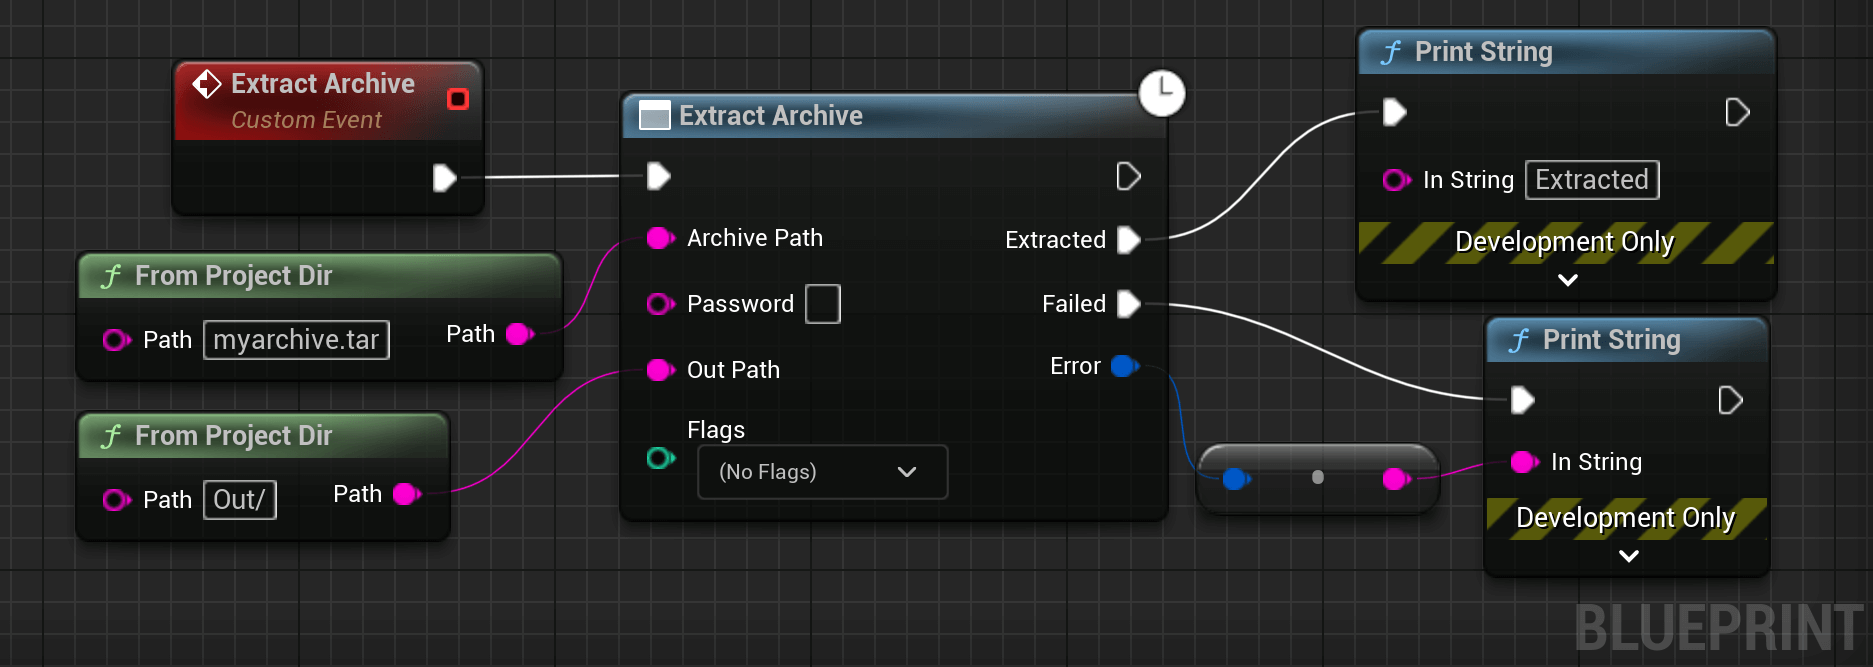 Extract Archive
Custom Event
From Project Dir
Path myarchive.tar Path
From Project Dir
Path Out/ Path
Extract Archive
Archive Path Extracted
Password Failed
Out Path Error
Flags
(No Flags)
Print String
In String Extracted
Development Only
Print String
In String
Development Only
BLUEPRINT